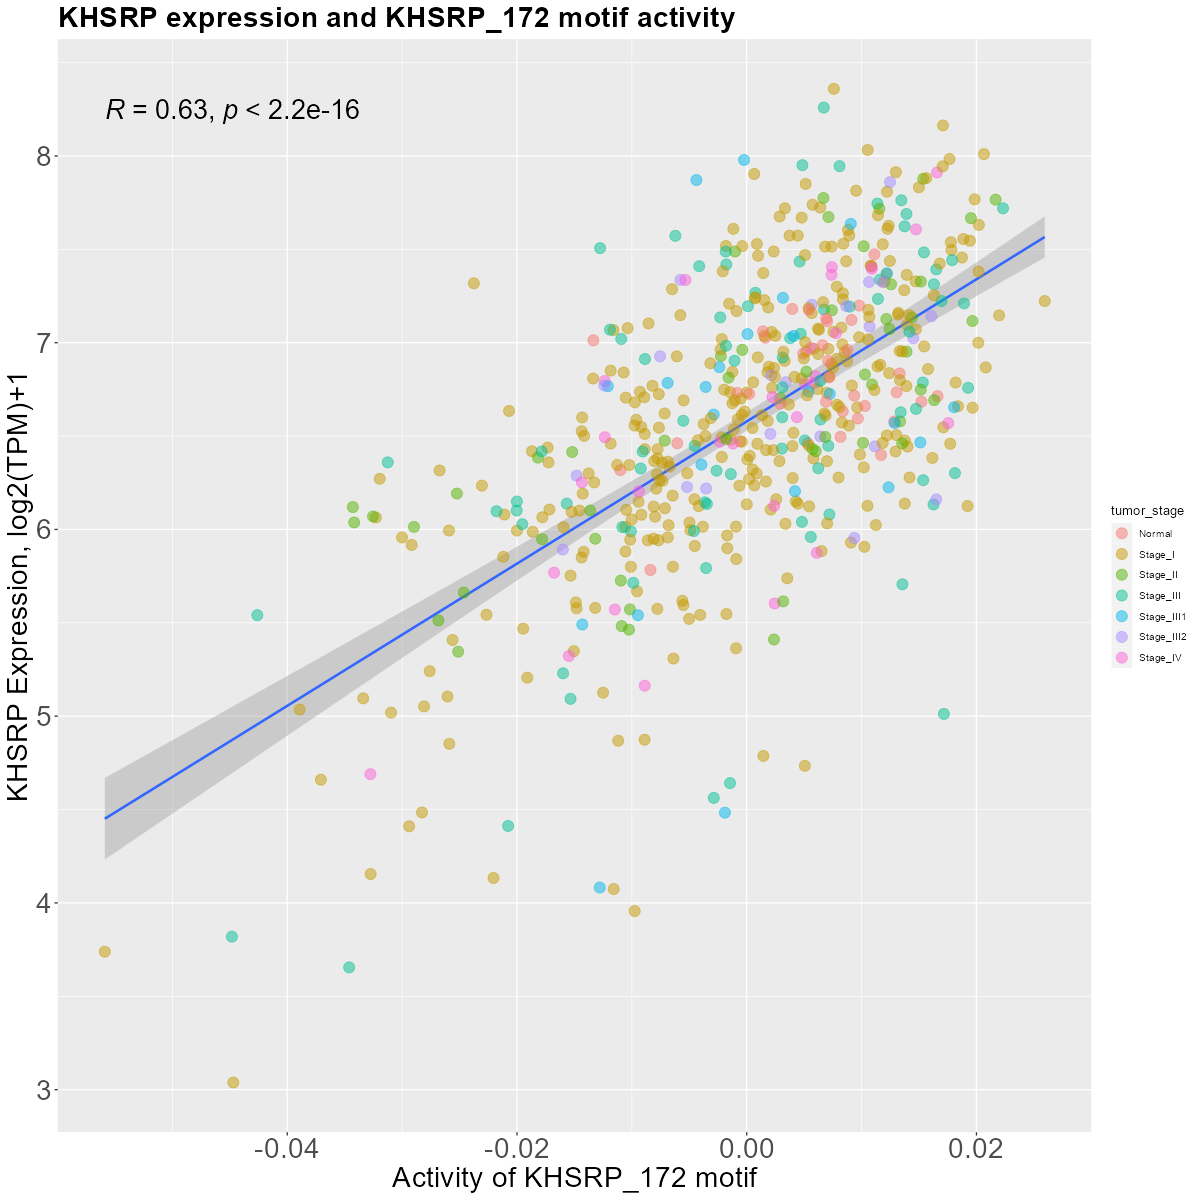 KHSRP expression and KHSRP_172 motif activity
R = 0.63, p < 2.2e-16
KHSRP Expression, log2(TPM)+1
8
7
6
5
4
3
-0.04
-0.02
0.00
0.02
Activity of KHSRP_172 motif
tumor_stage
Normal
Stage_I
Stage_II
Stage_III
Stage_III1
Stage_III2
Stage_IV